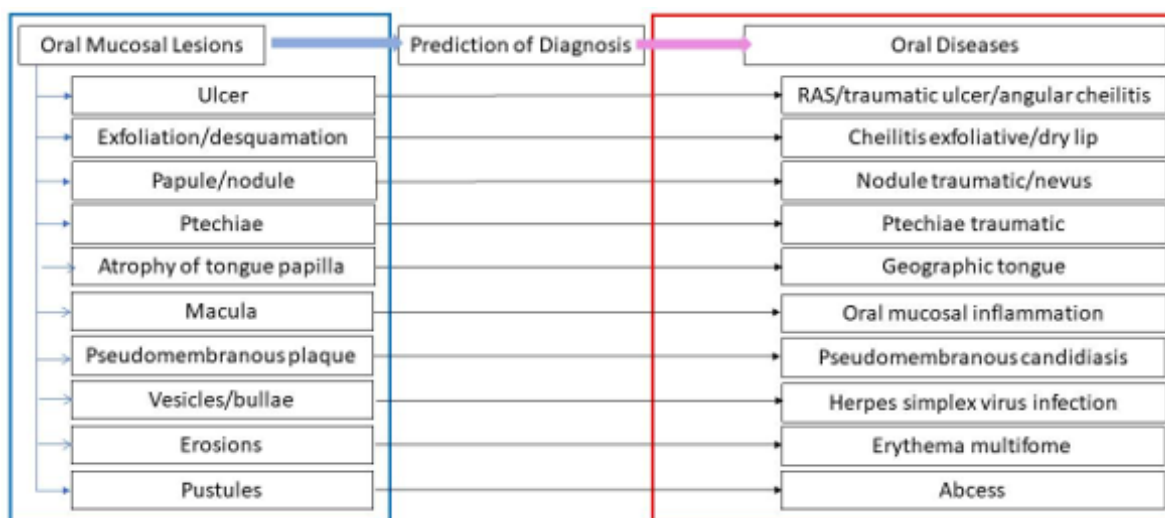 Oral Mucosal Lesions
Prediction of Diagnosis
Oral Diseases
Ulcer
RAS/traumatic ulcer/angular cheilitis
Exfoliation/desquamation
Cheilitis exfoliative/dry lip
Papule/nodule
Nodule traumatic/nevus
Ptechiae
Ptechiae traumatic
Atrophy of tongue papilla
Geographic tongue
Macula
Oral mucosal inflammation
Pseudomembranous plaque
Pseudomembranous candidiasis
Vesicles/bullae
Herpes simplex virus infection
Erosions
Erythema multifome
Pustules
Abcess